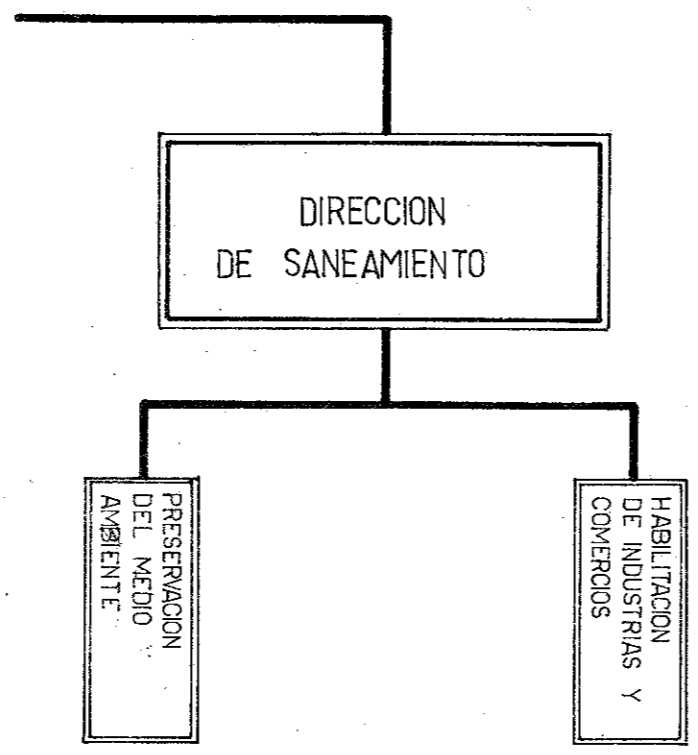 DIRECCION
DE SANEAMIENTO
PRESERVACION
DEL MEDIO
AMBIENTE
HABILITACION
DE INDUSTRIAS Y
COMERCIOS